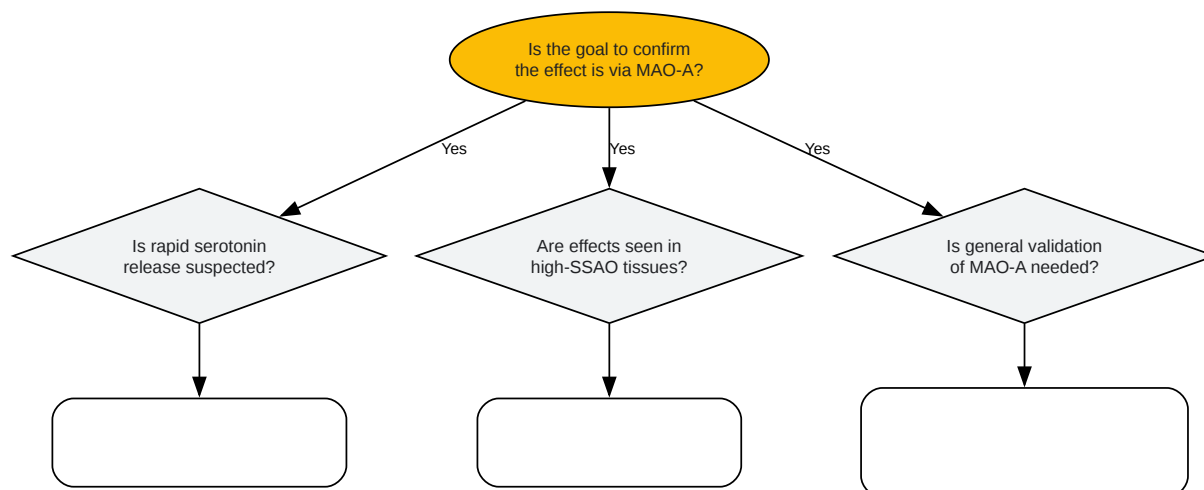 Is the goal to confirm
the effect is via MAO-A?
Yes
Yes
Yes
Is rapid serotonin
release suspected?
Are effects seen in
high-SSAO tissues?
Is general validation
of MAO-A needed?